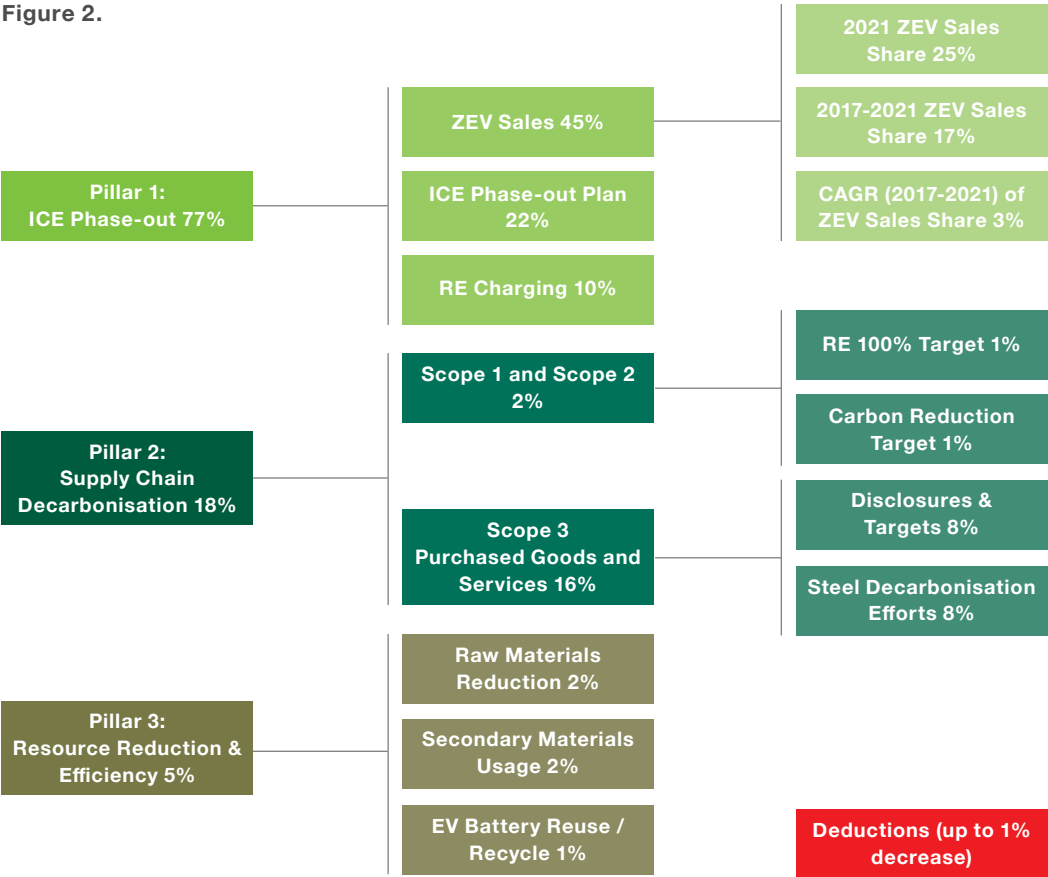 Figure 2.
Pillar 1:
ICE Phase-out 77%
ZEV Sales 45%
2021 ZEV Sales
Share 25%
2017-2021 ZEV Sales
Share 17%
CAGR (2017-2021) of
ZEV Sales Share 3%
ICE Phase-out Plan
22%
RE Charging 10%
Pillar 2:
Supply Chain
Decarbonisation 18%
Scope 1 and Scope 2
2%
RE 100% Target 1%
Carbon Reduction
Target 1%
Scope 3
Purchased Goods and
Services 16%
Disclosures &
Targets 8%
Steel Decarbonisation
Efforts 8%
Pillar 3:
Resource Reduction &
Efficiency 5%
Raw Materials
Reduction 2%
Secondary Materials
Usage 2%
EV Battery Reuse /
Recycle 1%
Deductions (up to 1%
decrease)